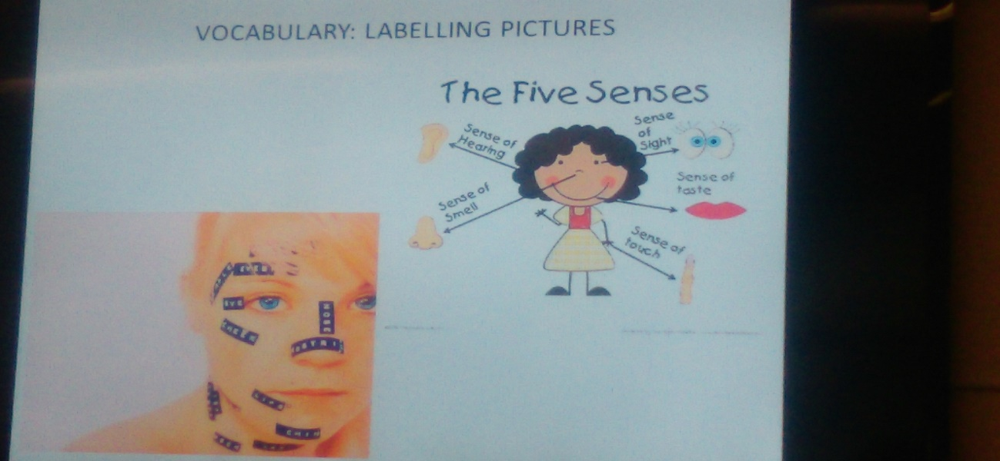 VOCABULARY: LABELLING PICTURES
The Five Senses
Sense of
Hearing
Sense
of
Sight
Sense of
smell
Sense of
taste
Sense of
touch
EYE
CHEEK
NOSE
LIPS
CHIN